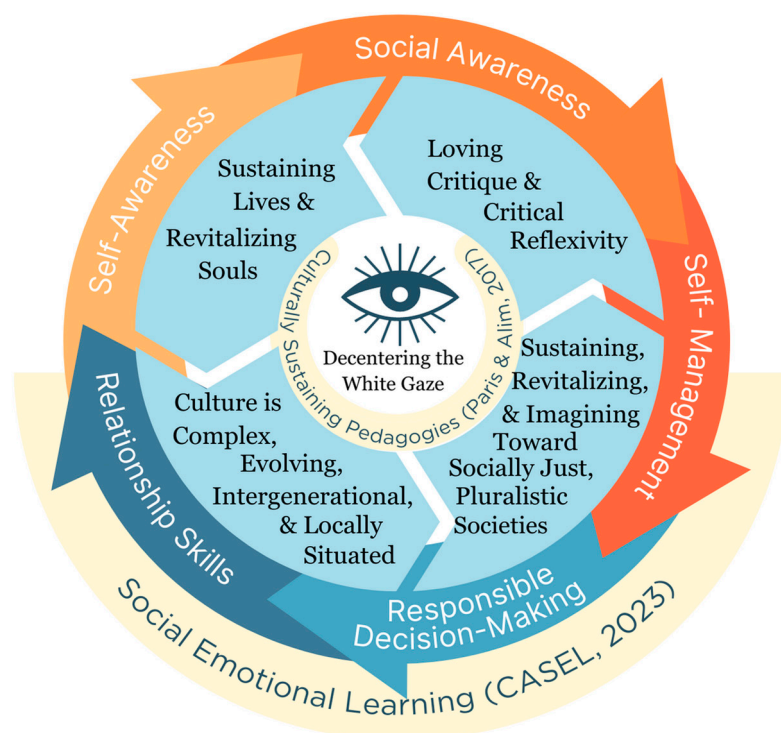 Social Awareness
Self- Management
Responsible
Decision-Making
Relationship Skills
Self-Awareness
Sustaining
Lives &
Revitalizing
Souls
Loving
Critique &
Critical
Reflexivity
Sustaining,
Revitalizing,
& Imagining
Toward
Socially Just,
Pluralistic
Societies
Culture is
Complex,
Evolving,
Intergenerational,
& Locally
Situated
Decentering the
White Gaze
Culturally Sustaining Pedagogies (Paris & Alim, 2017)
Social Emotional Learning (CASEL, 2023)